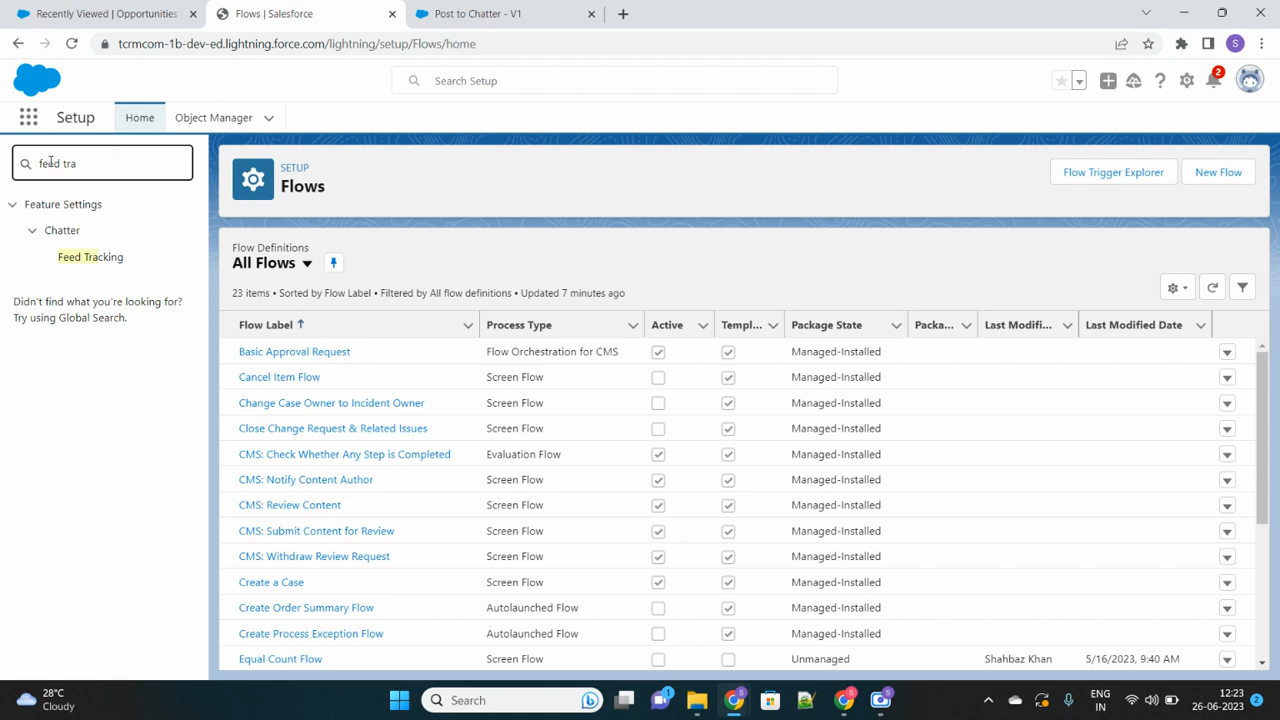 Recently Viewed | Opportunities
Flows | Salesforce
Post to Chatter - V1
tcrmcom-1b-dev-ed.lightning.force.com/lightning/setup/Flows/home
S
Search Setup
2
Setup
Home
Object Manager
feed tra
Feature Settings
Chatter
Feed Tracking
Didn't find what you're looking for?
Try using Global Search.
SETUP
Flows
Flow Trigger Explorer
New Flow
Flow Definitions
All Flows
23 items • Sorted by Flow Label • Filtered by All flow definitions • Updated 7 minutes ago
Flow Label Process Type Active Templ... Package State Packa... Last Modifi... Last Modified Date
Basic Approval Request Flow Orchestration for CMS Managed-Installed
Cancel Item Flow Screen Flow Managed-Installed
Change Case Owner to Incident Owner Screen Flow Managed-Installed
Close Change Request & Related Issues Screen Flow Managed-Installed
CMS: Check Whether Any Step is Completed Evaluation Flow Managed-Installed
CMS: Notify Content Author Screen Flow Managed-Installed
CMS: Review Content Screen Flow Managed-Installed
CMS: Submit Content for Review Screen Flow Managed-Installed
CMS: Withdraw Review Request Screen Flow Managed-Installed
Create a Case Screen Flow Managed-Installed
Create Order Summary Flow Autolaunched Flow Managed-Installed
Create Process Exception Flow Autolaunched Flow Managed-Installed
Equal Count Flow Screen Flow Unmanaged Shahbaz Khan 5/16/2023, 9:40 AM
28°C
Cloudy
Search
1
ENG
IN
12:23
26-06-2023
2